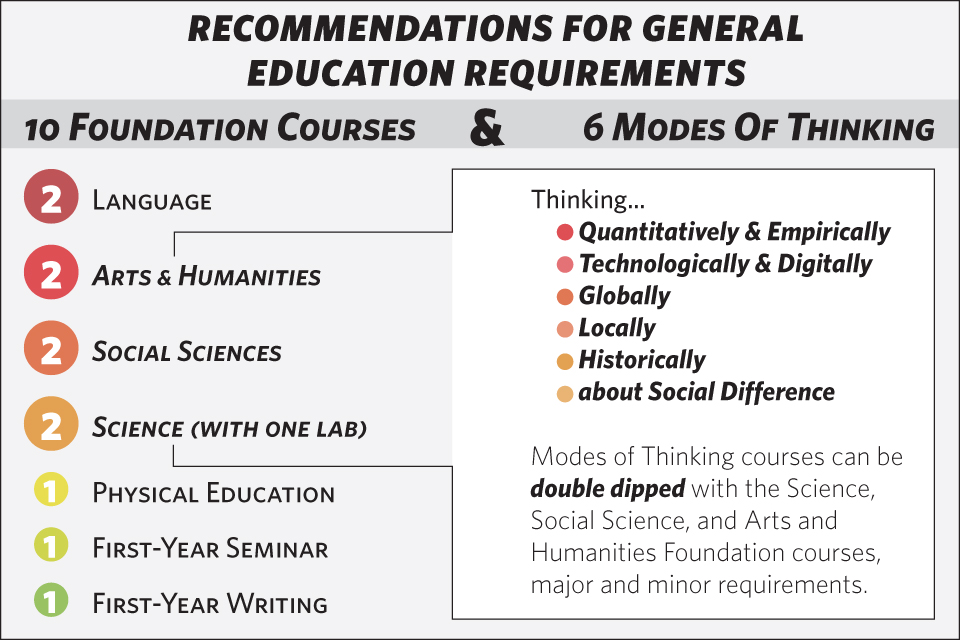 RECOMMENDATIONS FOR GENERAL
EDUCATION REQUIREMENTS
10 FOUNDATION COURSES & 6 MODES OF THINKING
2 LANGUAGE
2 ARTS & HUMANITIES
2 SOCIAL SCIENCES
2 SCIENCE (WITH ONE LAB)
1 PHYSICAL EDUCATION
1 FIRST-YEAR SEMINAR
1 FIRST-YEAR WRITING
Thinking...
Quantitatively & Empirically
Technologically & Digitally
Globally
Locally
Historically
about Social Difference
Modes of Thinking courses can be
double dipped with the Science,
Social Science, and Arts and
Humanities Foundation courses,
major and minor requirements.